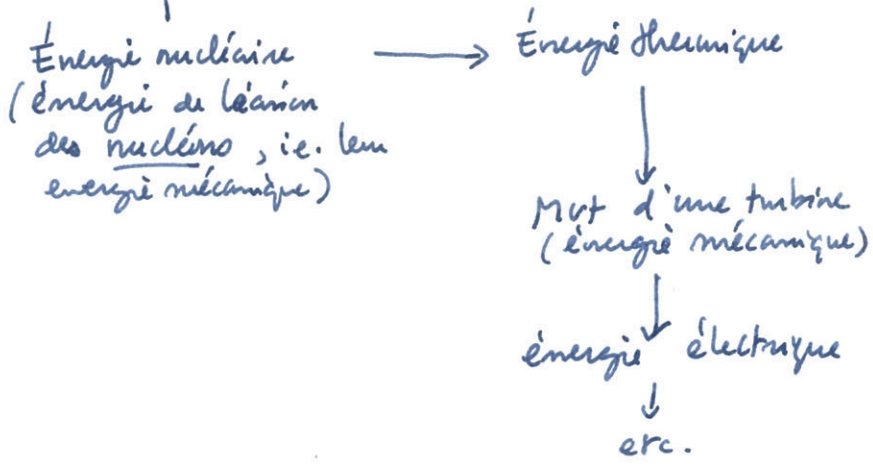 Énergie nucléaire → Énergie thermique
(énergie de liaison
des nucléons, i.e. leur
energie mécanique)
↓
Mvt d'une turbine
(énergie mécanique)
↓
énergie électrique
↓
etc.